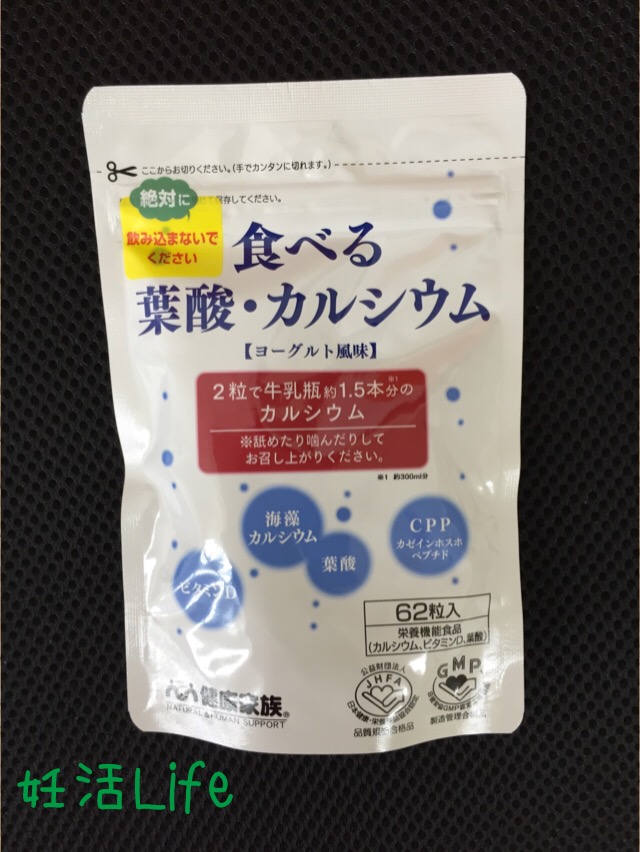 ここからお切りください。(手でカンタンに切れます。)
保存してください。
絶対に
飲み込まないで
ください
食べる
葉酸・カルシウム
【ヨーグルト風味】
2粒で牛乳瓶約1.5本分の※1
カルシウム
※舐めたり噛んだりして
お召し上がりください。
※1 約300ml分
海藻
カルシウム
葉酸
CPP
カゼインホスホ
ペプチド
ビタミンD
62粒入
栄養機能食品
(カルシウム、ビタミンD、葉酸)
健康家族®
NATURAL & HUMAN SUPPORT
公益財団法人
JHFA
品質規格合格品
GMP
妊活Life